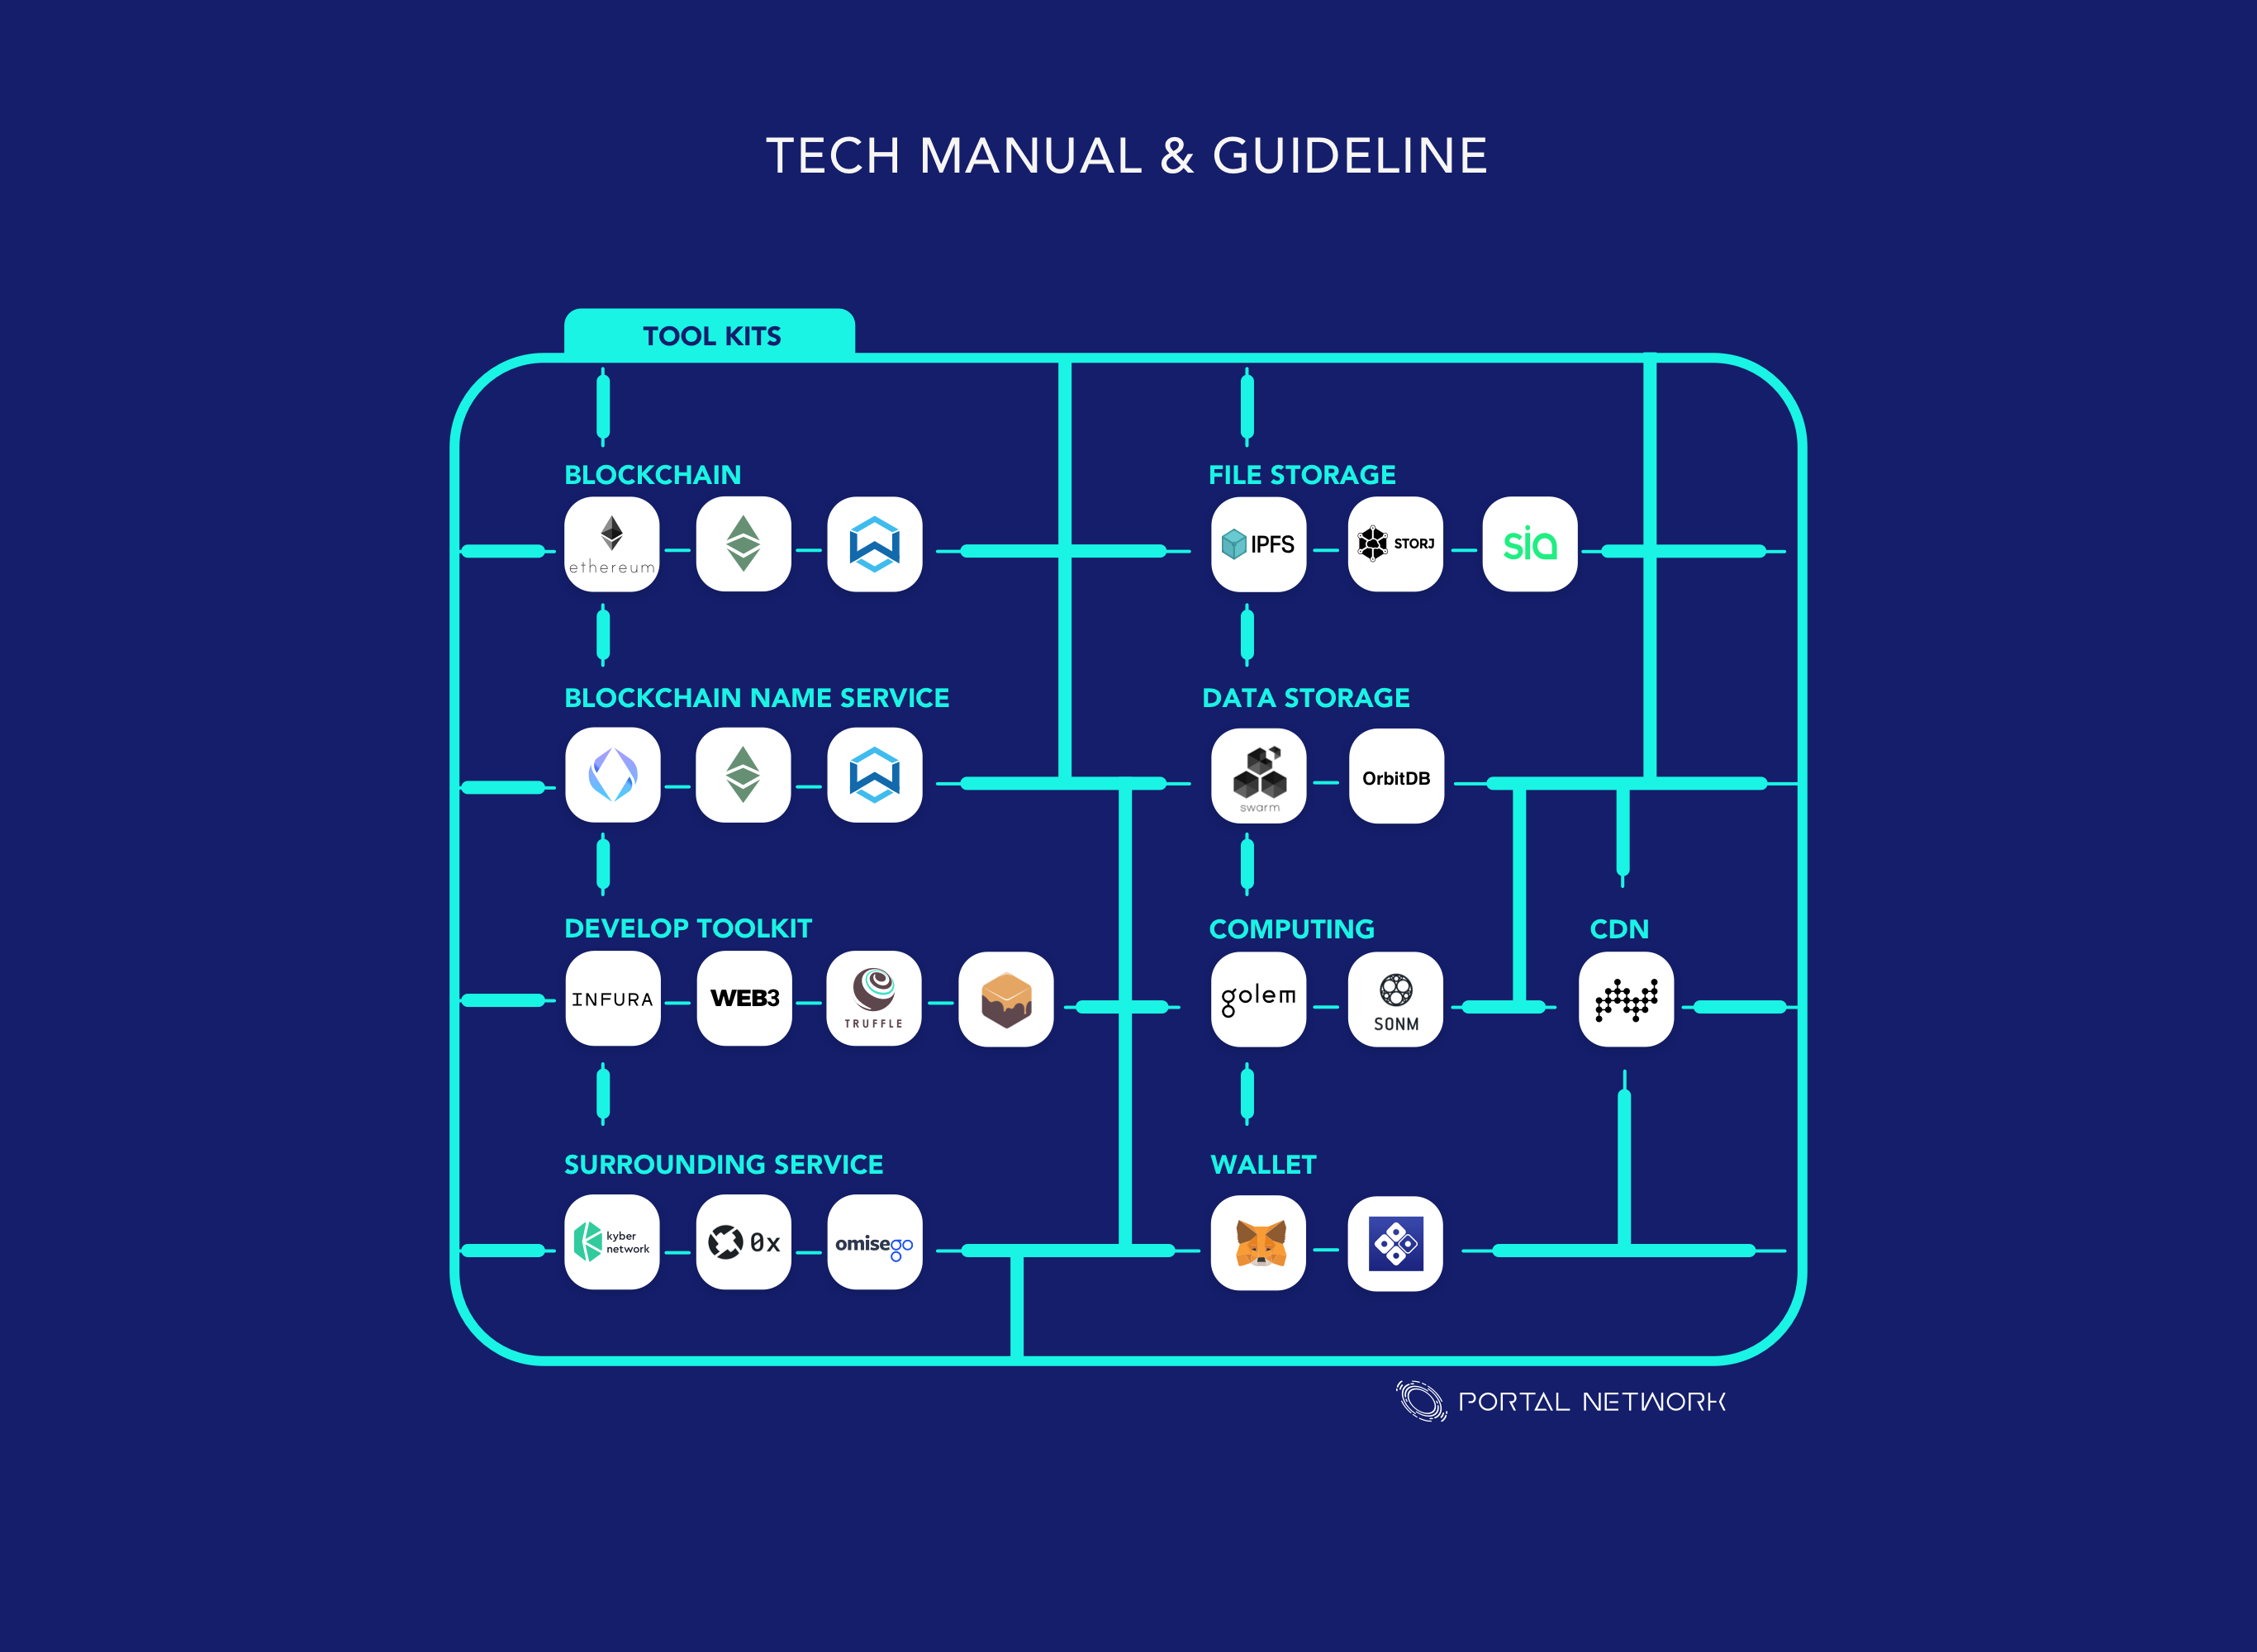 TECH MANUAL & GUIDELINE
TOOL KITS
BLOCKCHAIN
ethereum
FILE STORAGE
IPFS
STORJ
sia
BLOCKCHAIN NAME SERVICE
DATA STORAGE
swarm
OrbitDB
DEVELOP TOOLKIT
INFURA
WEB3
TRUFFLE
COMPUTING
golem
SONM
CDN
SURROUNDING SERVICE
kyber
network
0x
omisego
WALLET
PORTAL NETWORK